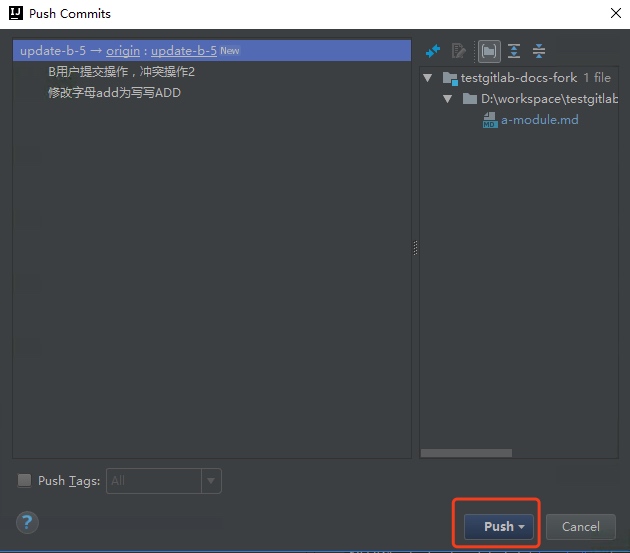 Push Commits
update-b-5 → origin : update-b-5 New
B用户提交操作，冲突操作2
修改字母add为写写ADD
testgitlab-docs-fork 1 file
D:\workspace\testgitlab
a-module.md
Push Tags: All
? Push Cancel